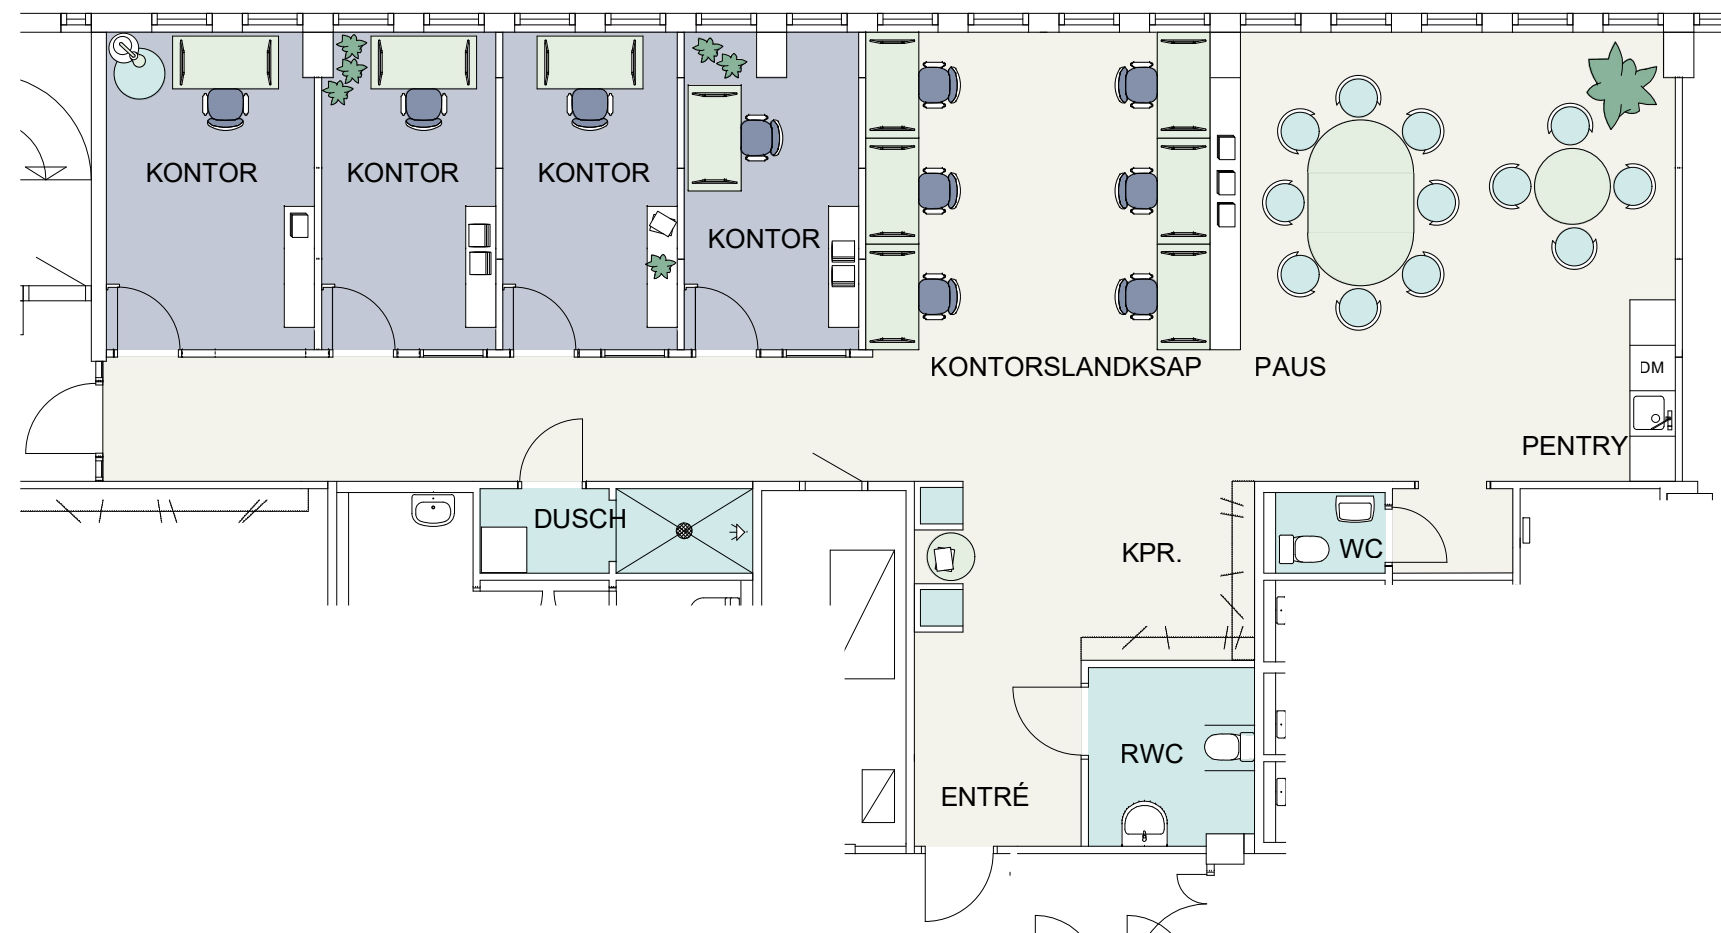 KONTOR
KONTOR
KONTOR
KONTOR
KONTORSLANDKSAP
PAUS
DM
PENTRY
DUSCH
KPR.
WC
RWC
ENTRÉ